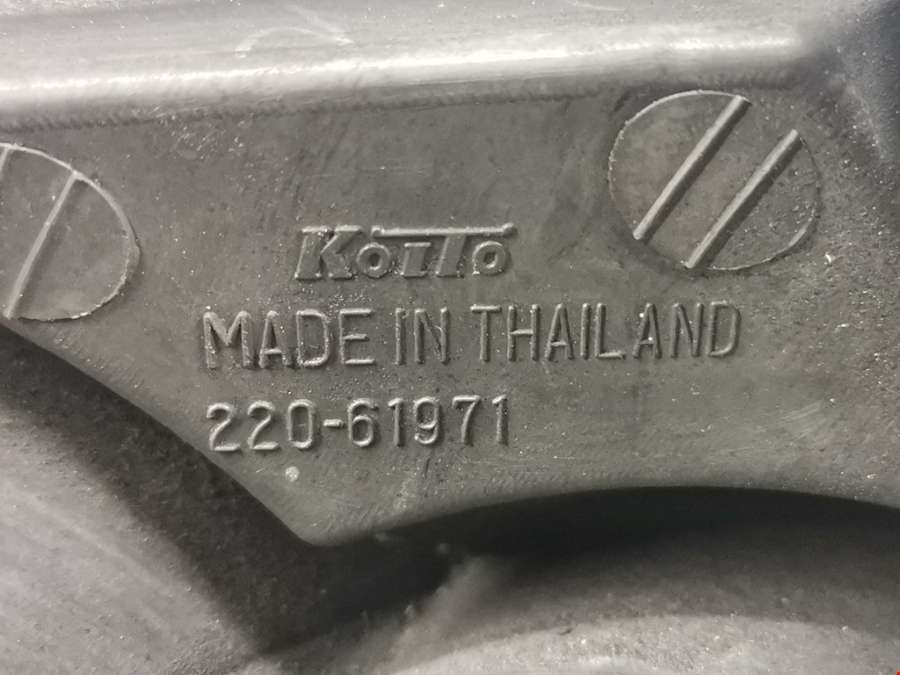 KoiTo
MADE IN THAILAND
220-61971